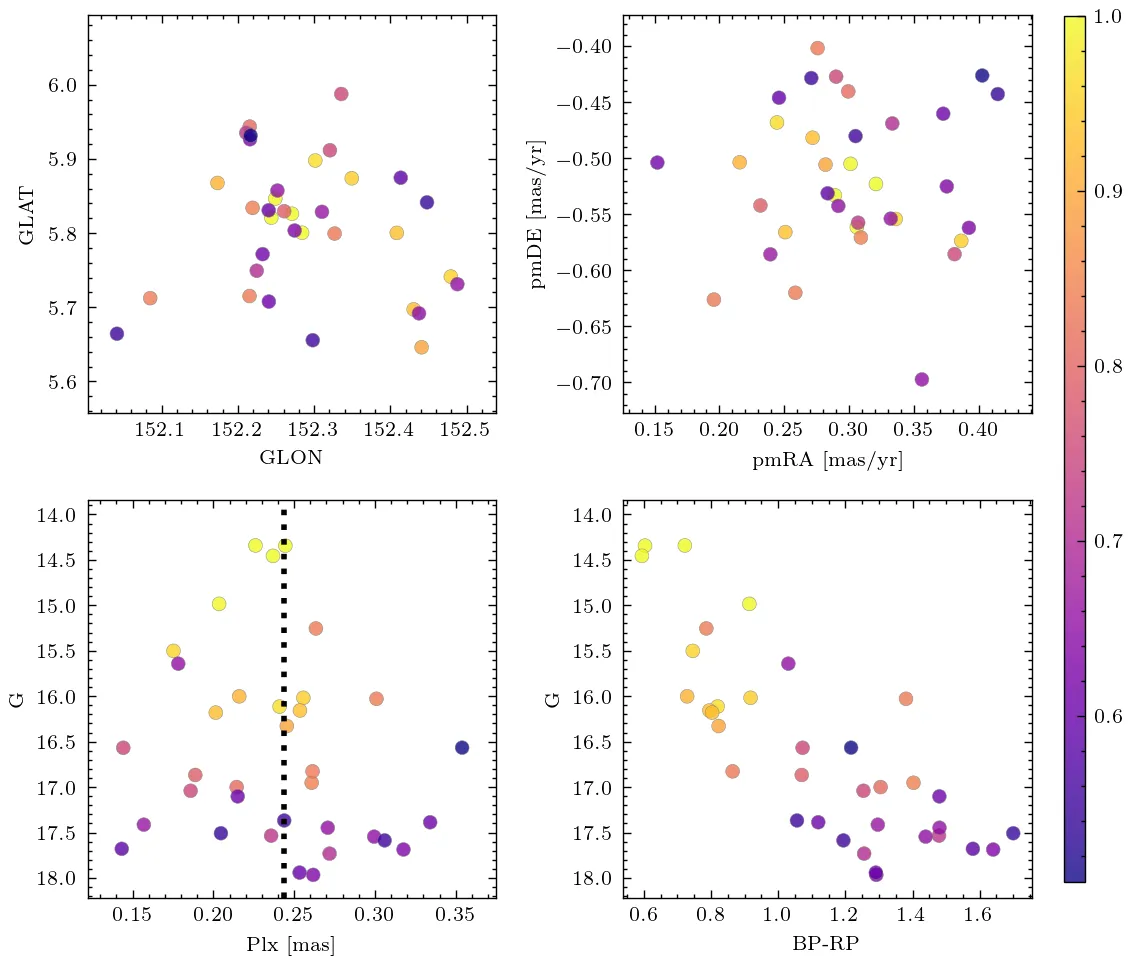 6.0
5.9
5.8
5.7
5.6
GLAT
152.1 152.2 152.3 152.4 152.5
GLON
−0.40
−0.45
−0.50
−0.55
−0.60
−0.65
−0.70
pmDE [mas/yr]
0.15 0.20 0.25 0.30 0.35 0.40
pmRA [mas/yr]
14.0
14.5
15.0
15.5
16.0
16.5
17.0
17.5
18.0
G
0.15 0.20 0.25 0.30 0.35
Plx [mas]
14.0
14.5
15.0
15.5
16.0
16.5
17.0
17.5
18.0
G
0.6 0.8 1.0 1.2 1.4 1.6
BP-RP
1.0
0.9
0.8
0.7
0.6